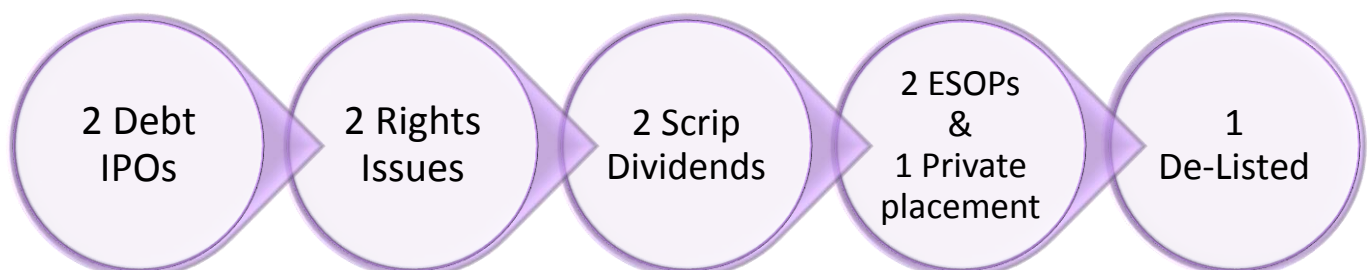 2 Debt
IPOs
2 Rights
Issues
2 Scrip
Dividends
2 ESOPs
&
1 Private
placement
1
De-Listed